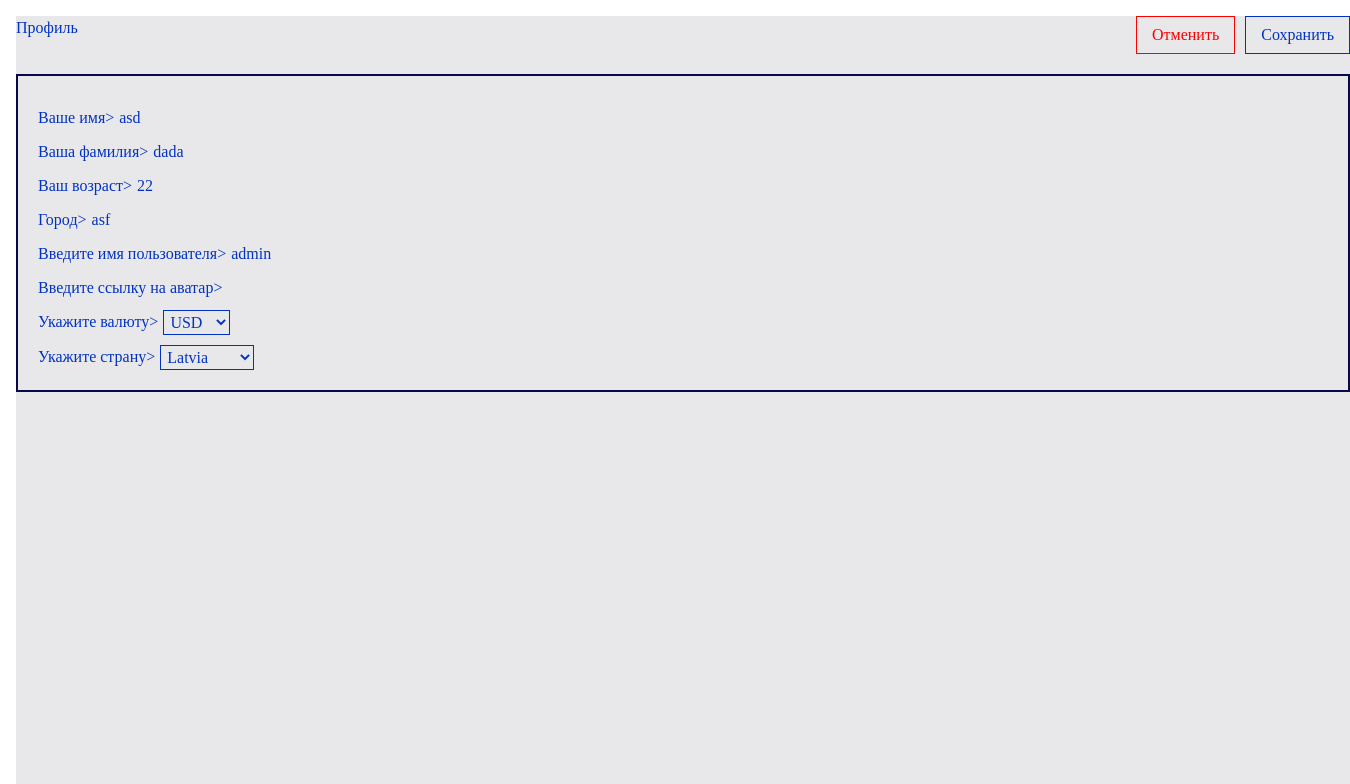 Профиль
Отменить
Сохранить
Ваше имя> asd
Ваша фамилия> dada
Ваш возраст> 22
Город> asf
Введите имя пользователя> admin
Введите ссылку на аватар>
Укажите валюту> USD
Укажите страну> Latvia